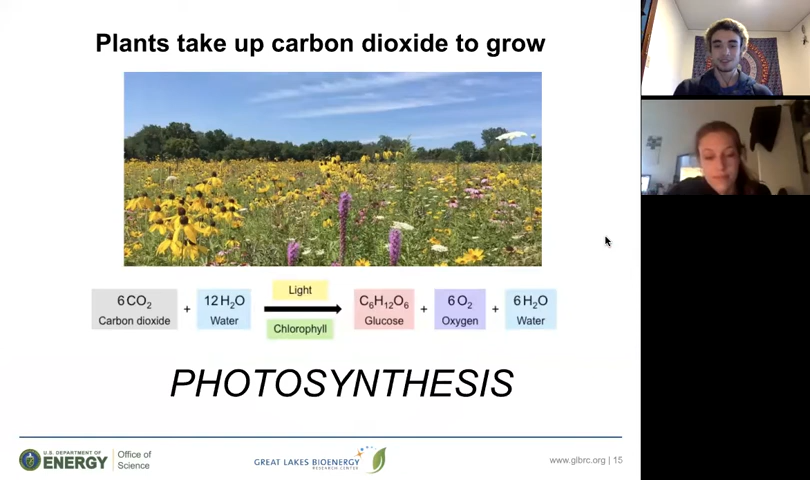 Plants take up carbon dioxide to grow
6 CO₂ + 12 H₂O Light C₆H₁₂O₆ + 6 O₂ + 6 H₂O
Carbon dioxide Water Chlorophyll Glucose Oxygen Water
PHOTOSYNTHESIS
U.S. DEPARTMENT OF
ENERGY
Office of
Science
GREAT LAKES BIOENERGY
RESEARCH CENTER
www.glbrc.org | 15